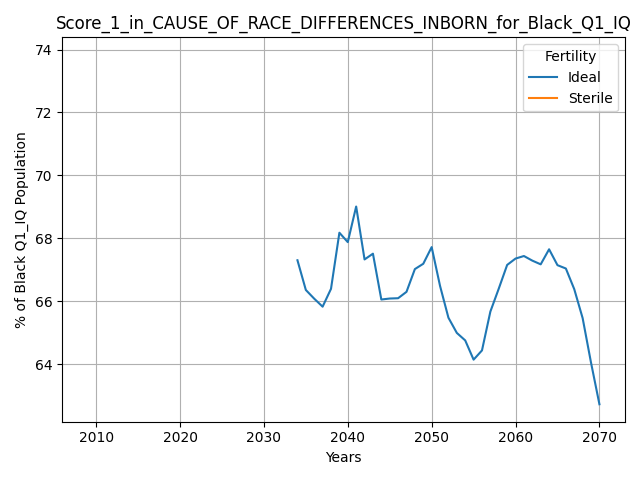 Score_1_in_CAUSE_OF_RACE_DIFFERENCES_INBORN_for_Black_Q1_IQ
Fertility
Ideal
Sterile
% of Black Q1_IQ Population
74
72
70
68
66
64
2010
2020
2030
2040
2050
2060
2070
Years